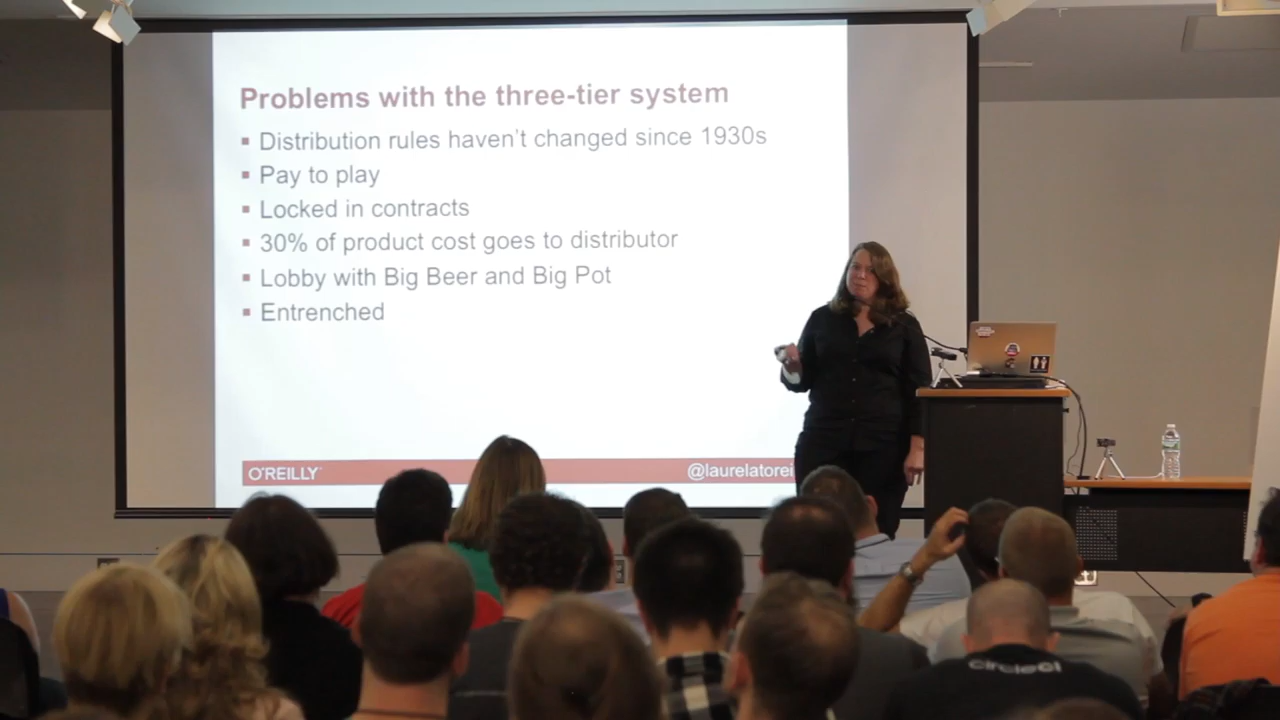 Problems with the three-tier system
▪ Distribution rules haven't changed since 1930s
▪ Pay to play
▪ Locked in contracts
▪ 30% of product cost goes to distributor
▪ Lobby with Big Beer and Big Pot
▪ Entrenched
O'REILLY
@laurelatorei
circleci